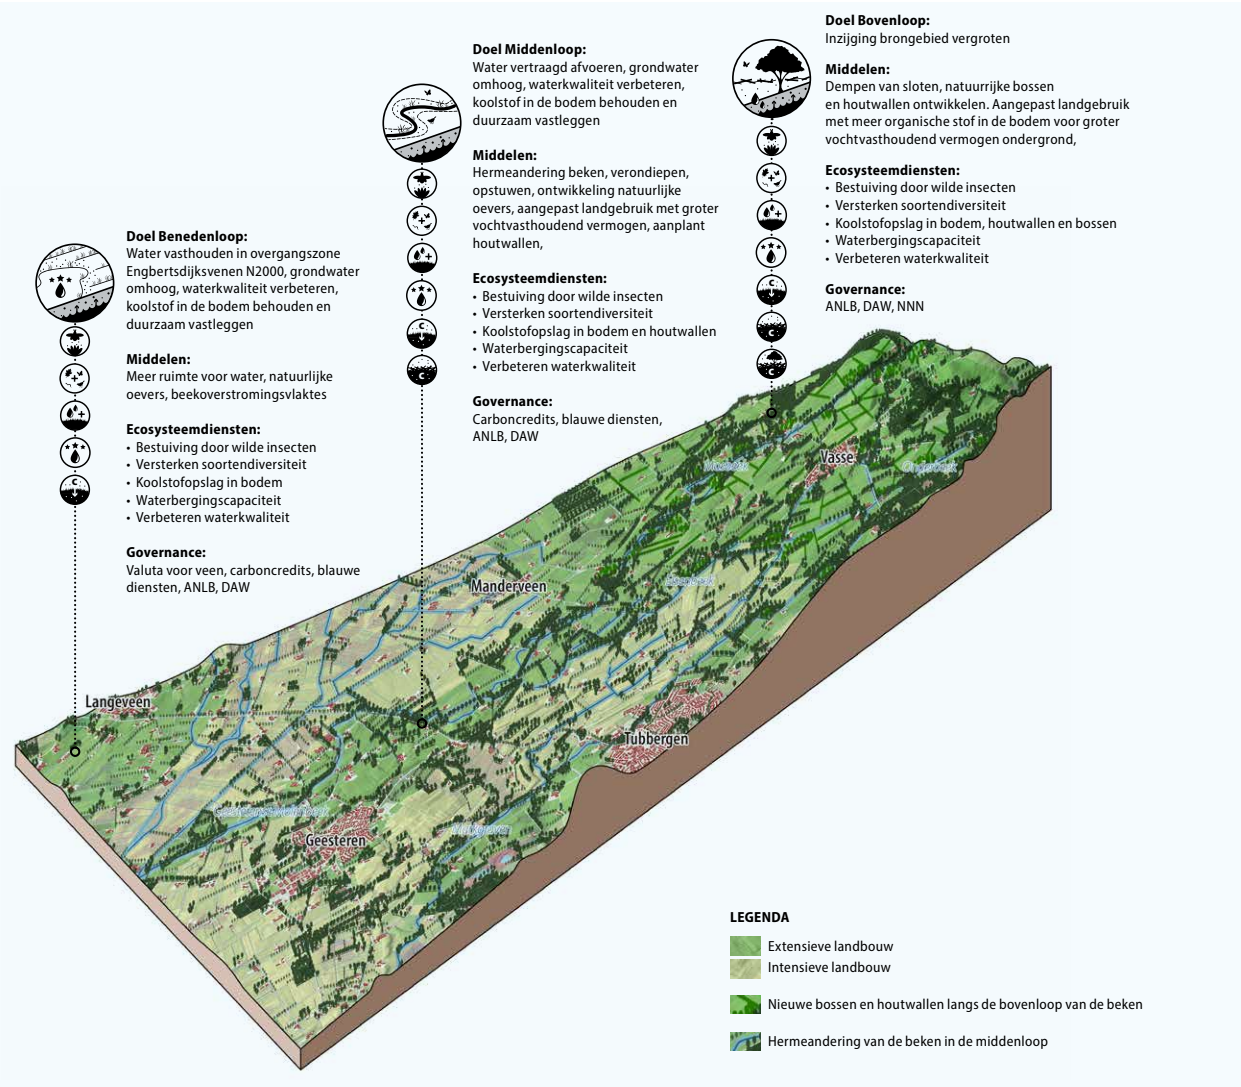 Doel Benedenloop:
Water vasthouden in overgangszone
Engbertsdijksvenen N2000, grondwater
omhoog, waterkwaliteit verbeteren,
koolstof in de bodem behouden en
duurzaam vastleggen
Middelen:
Meer ruimte voor water, natuurlijke
oevers, beekoverstromingsvlaktes
Ecosysteemdiensten:
• Bestuiving door wilde insecten
• Versterken soortendiversiteit
• Koolstofopslag in bodem
• Waterbergingscapaciteit
• Verbeteren waterkwaliteit
Governance:
Valuta voor veen, carboncredits, blauwe
diensten, ANLB, DAW
Doel Middenloop:
Water vertraagd afvoeren, grondwater
omhoog, waterkwaliteit verbeteren,
koolstof in de bodem behouden en
duurzaam vastleggen
Middelen:
Hermeandering beken, verondiepen,
opstuwen, ontwikkeling natuurlijke
oevers, aangepast landgebruik met groter
vochtvasthoudend vermogen, aanplant
houtwallen,
Ecosysteemdiensten:
• Bestuiving door wilde insecten
• Versterken soortendiversiteit
• Koolstofopslag in bodem en houtwallen
• Waterbergingscapaciteit
• Verbeteren waterkwaliteit
Governance:
Carboncredits, blauwe diensten,
ANLB, DAW
Doel Bovenloop:
Inzijging brongebied vergroten
Middelen:
Dempen van sloten, natuurrijke bossen
en houtwallen ontwikkelen. Aangepast landgebruik
met meer organische stof in de bodem voor groter
vochtvasthoudend vermogen ondergrond,
Ecosysteemdiensten:
• Bestuiving door wilde insecten
• Versterken soortendiversiteit
• Koolstofopslag in bodem, houtwallen en bossen
• Waterbergingscapaciteit
• Verbeteren waterkwaliteit
Governance:
ANLB, DAW, NNN
C
C
C
C
C
C
Vasse
Manderveen
Langeveen
Tubbergen
Geesteren
LEGENDA
Extensieve landbouw
Intensieve landbouw
Nieuwe bossen en houtwallen langs de bovenloop van de beken
Hermeandering van de beken in de middenloop